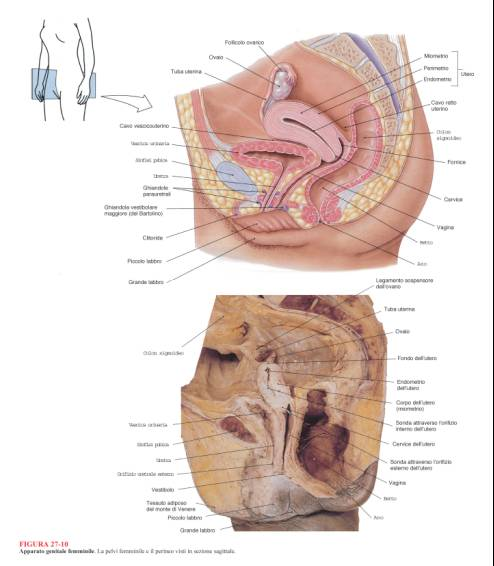 Follicolo ovarico
Ovaio
Tuba uterina
Miometrio
Perimetrio
Endometrio
Utero
Cavo retto
uterino
Colon
sigmoideo
Fornice
Cervice
Vagina
Retto
Ano
Cavo vescicouterino
Vescica urinaria
Sinfisi pubica
Uretra
Ghiandole
parauretrali
Ghiandola vestibolare
maggiore (del Bartolino)
Clitoride
Piccolo labbro
Grande labbro
Legamento sospensore
dell'ovaio
Tuba uterina
Ovaio
Fondo dell'utero
Endometrio
dell'utero
Corpo dell'utero
(miometrio)
Sonda attraverso l'orifizio
interno dell'utero
Cervice dell'utero
Sonda attraverso l'orifizio
esterno dell'utero
Vagina
Retto
Ano
Colon sigmoideo
Vescica urinaria
Sinfisi pubica
Uretra
Orifizio uretrale esterno
Vestibolo
Tessuto adiposo
del monte di Venere
Piccolo labbro
Grande labbro
FIGURA 27-10
Apparato genitale femminile. La pelvi femminile e il perineo visti in sezione sagittale.